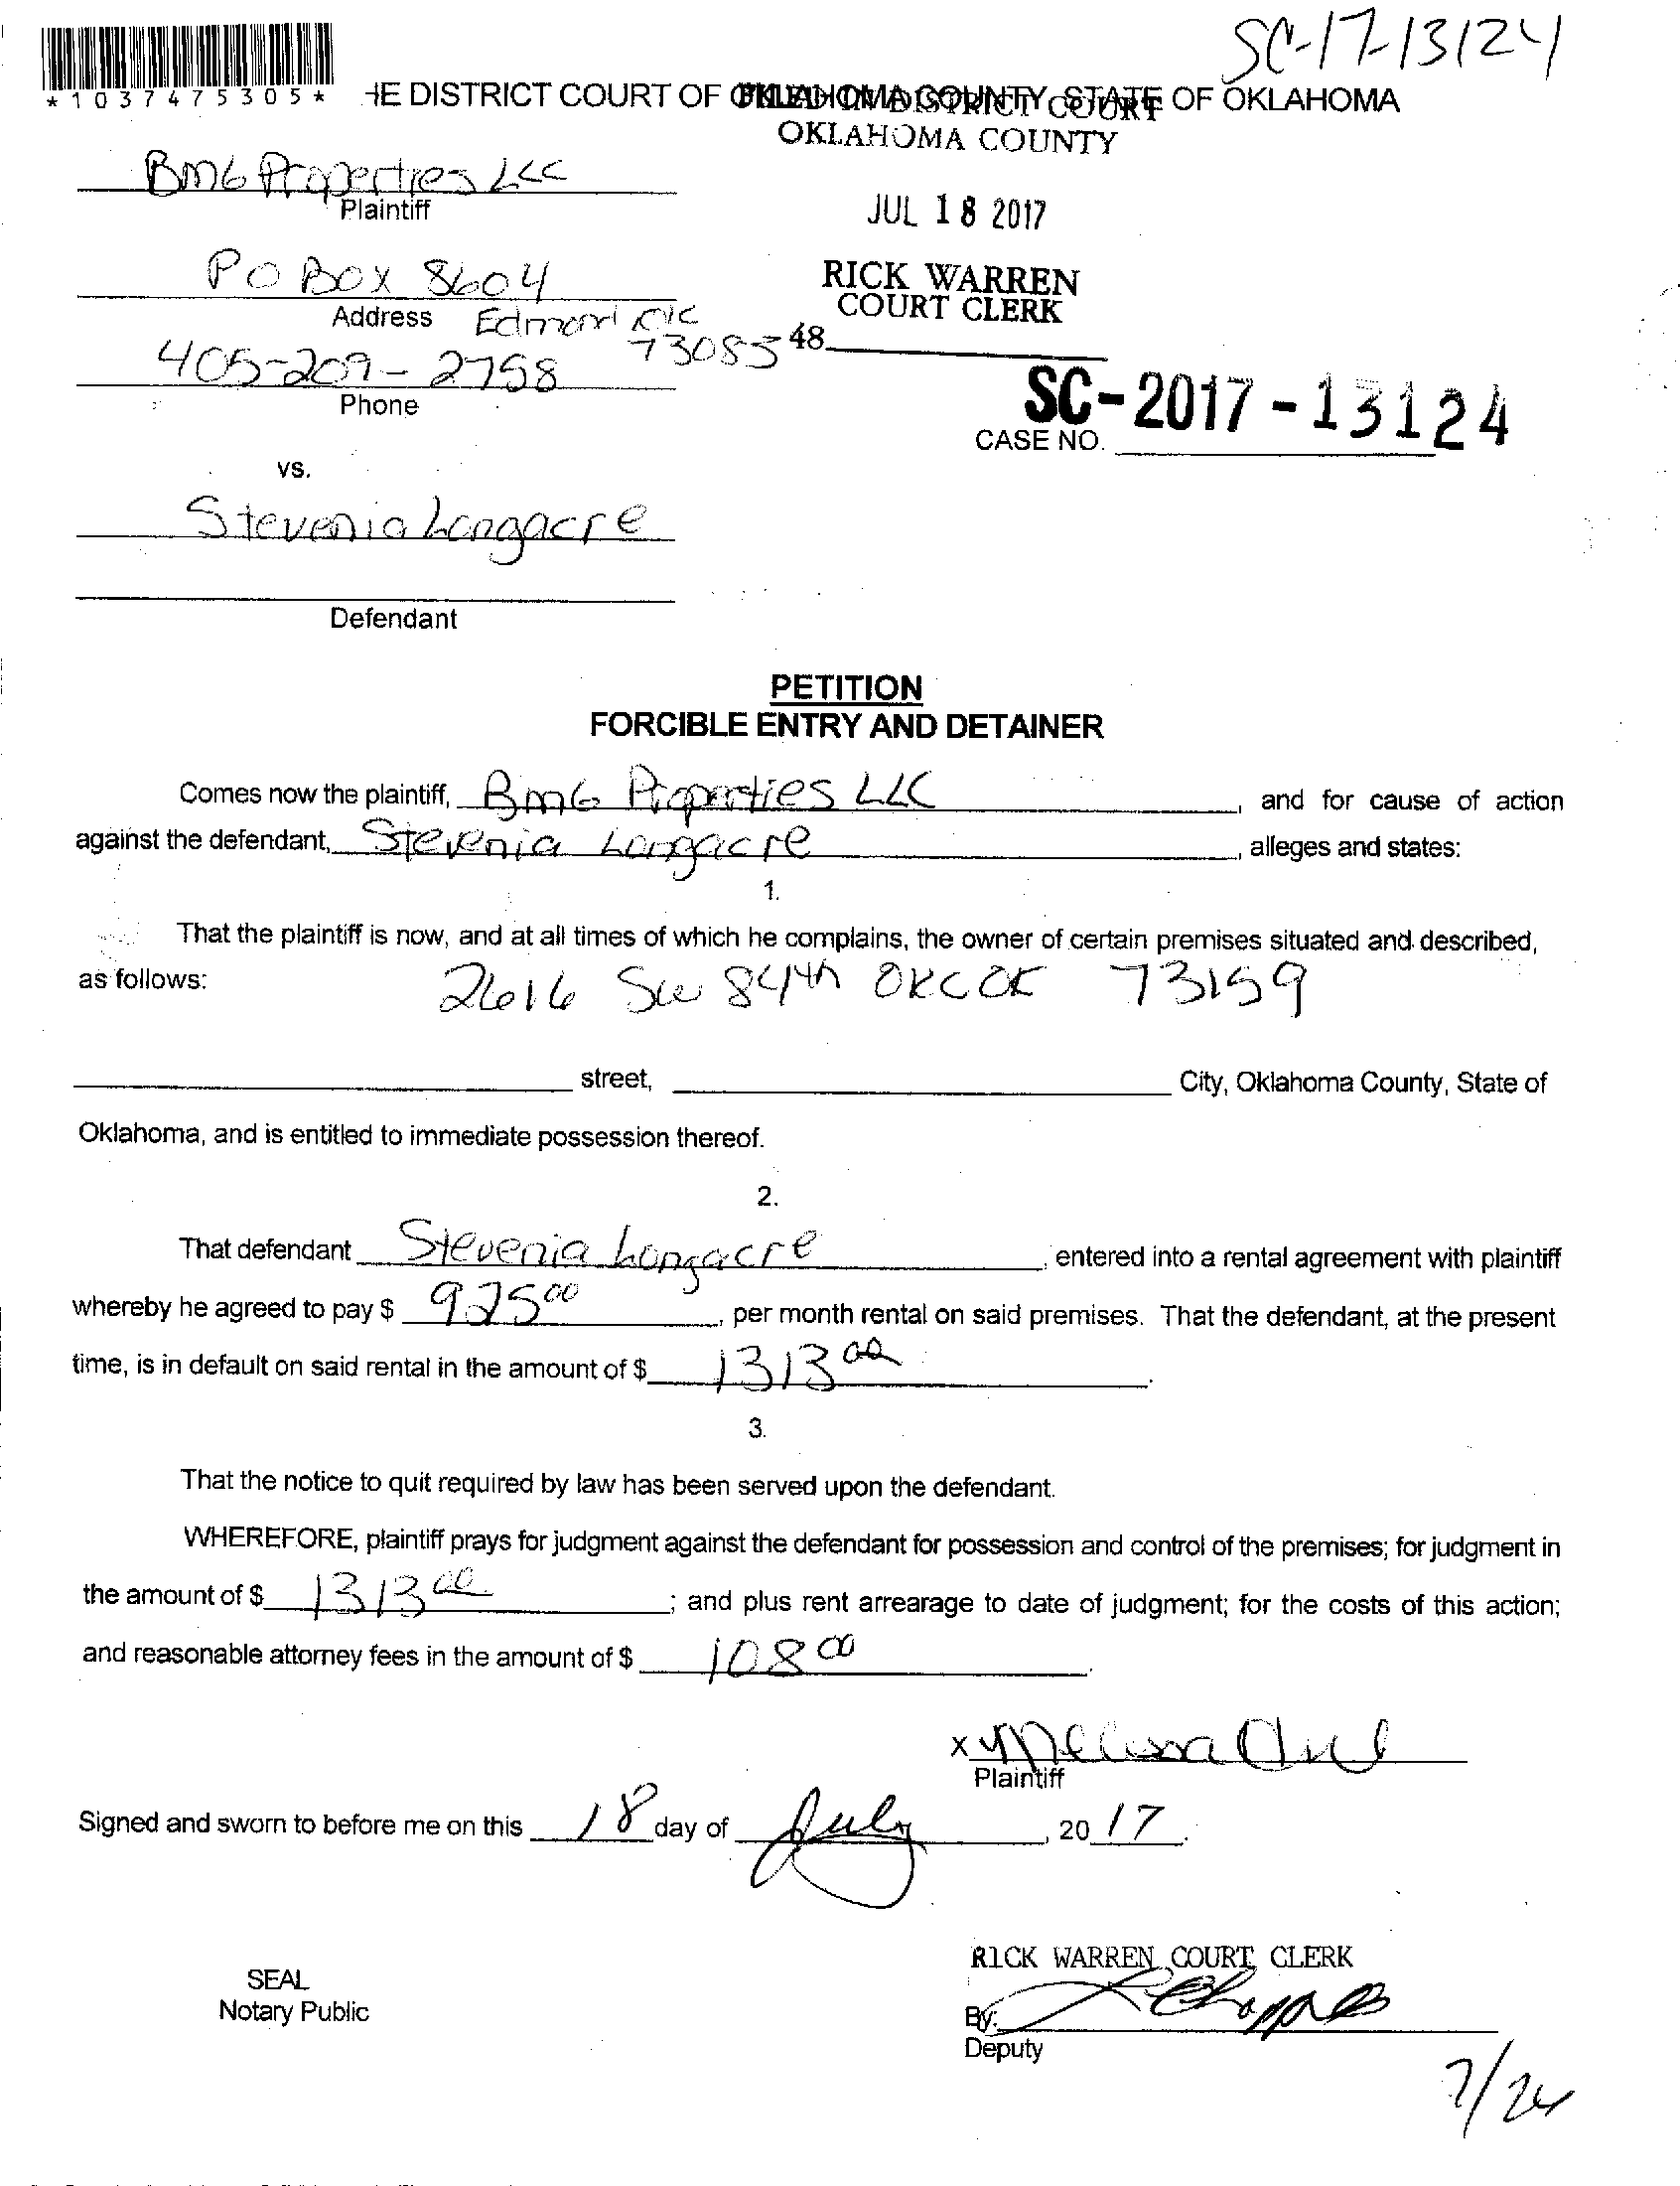 SC-17-13124
*1037475305*
HE DISTRICT COURT OF OKLAHOMA COUNTY, STATE OF OKLAHOMA
FILED IN DISTRICT COURT
OKLAHOMA COUNTY
BMG Properties LLC
Plaintiff
JUL 18 2017
PO Box 8604
RICK WARREN
COURT CLERK
Address Edmond OK
73083
48
405-209-2758
Phone
SC-2017-13124
CASE NO.
vs.
Stevenia Longacre
Defendant
PETITION
FORCIBLE ENTRY AND DETAINER
Comes now the plaintiff, BMG Properties LLC, and for cause of action
against the defendant, Stevenia Longacre, alleges and states:
1.
That the plaintiff is now, and at all times of which he complains, the owner of certain premises situated and described,
as follows: 2616 SW 84th OKC OK 73159
street, City, Oklahoma County, State of
Oklahoma, and is entitled to immediate possession thereof.
2.
That defendant Stevenia Longacre, entered into a rental agreement with plaintiff
whereby he agreed to pay $ 925 00, per month rental on said premises. That the defendant, at the present
time, is in default on said rental in the amount of $ 1313 00.
3.
That the notice to quit required by law has been served upon the defendant.
WHEREFORE, plaintiff prays for judgment against the defendant for possession and control of the premises; for judgment in
the amount of $ 1313 00; and plus rent arrearage to date of judgment; for the costs of this action;
and reasonable attorney fees in the amount of $ 108 00.
x Melissa
Plaintiff
Signed and sworn to before me on this 18 day of July, 2017.
RICK WARREN COURT CLERK
SEAL
Notary Public
By:
Deputy
7/24